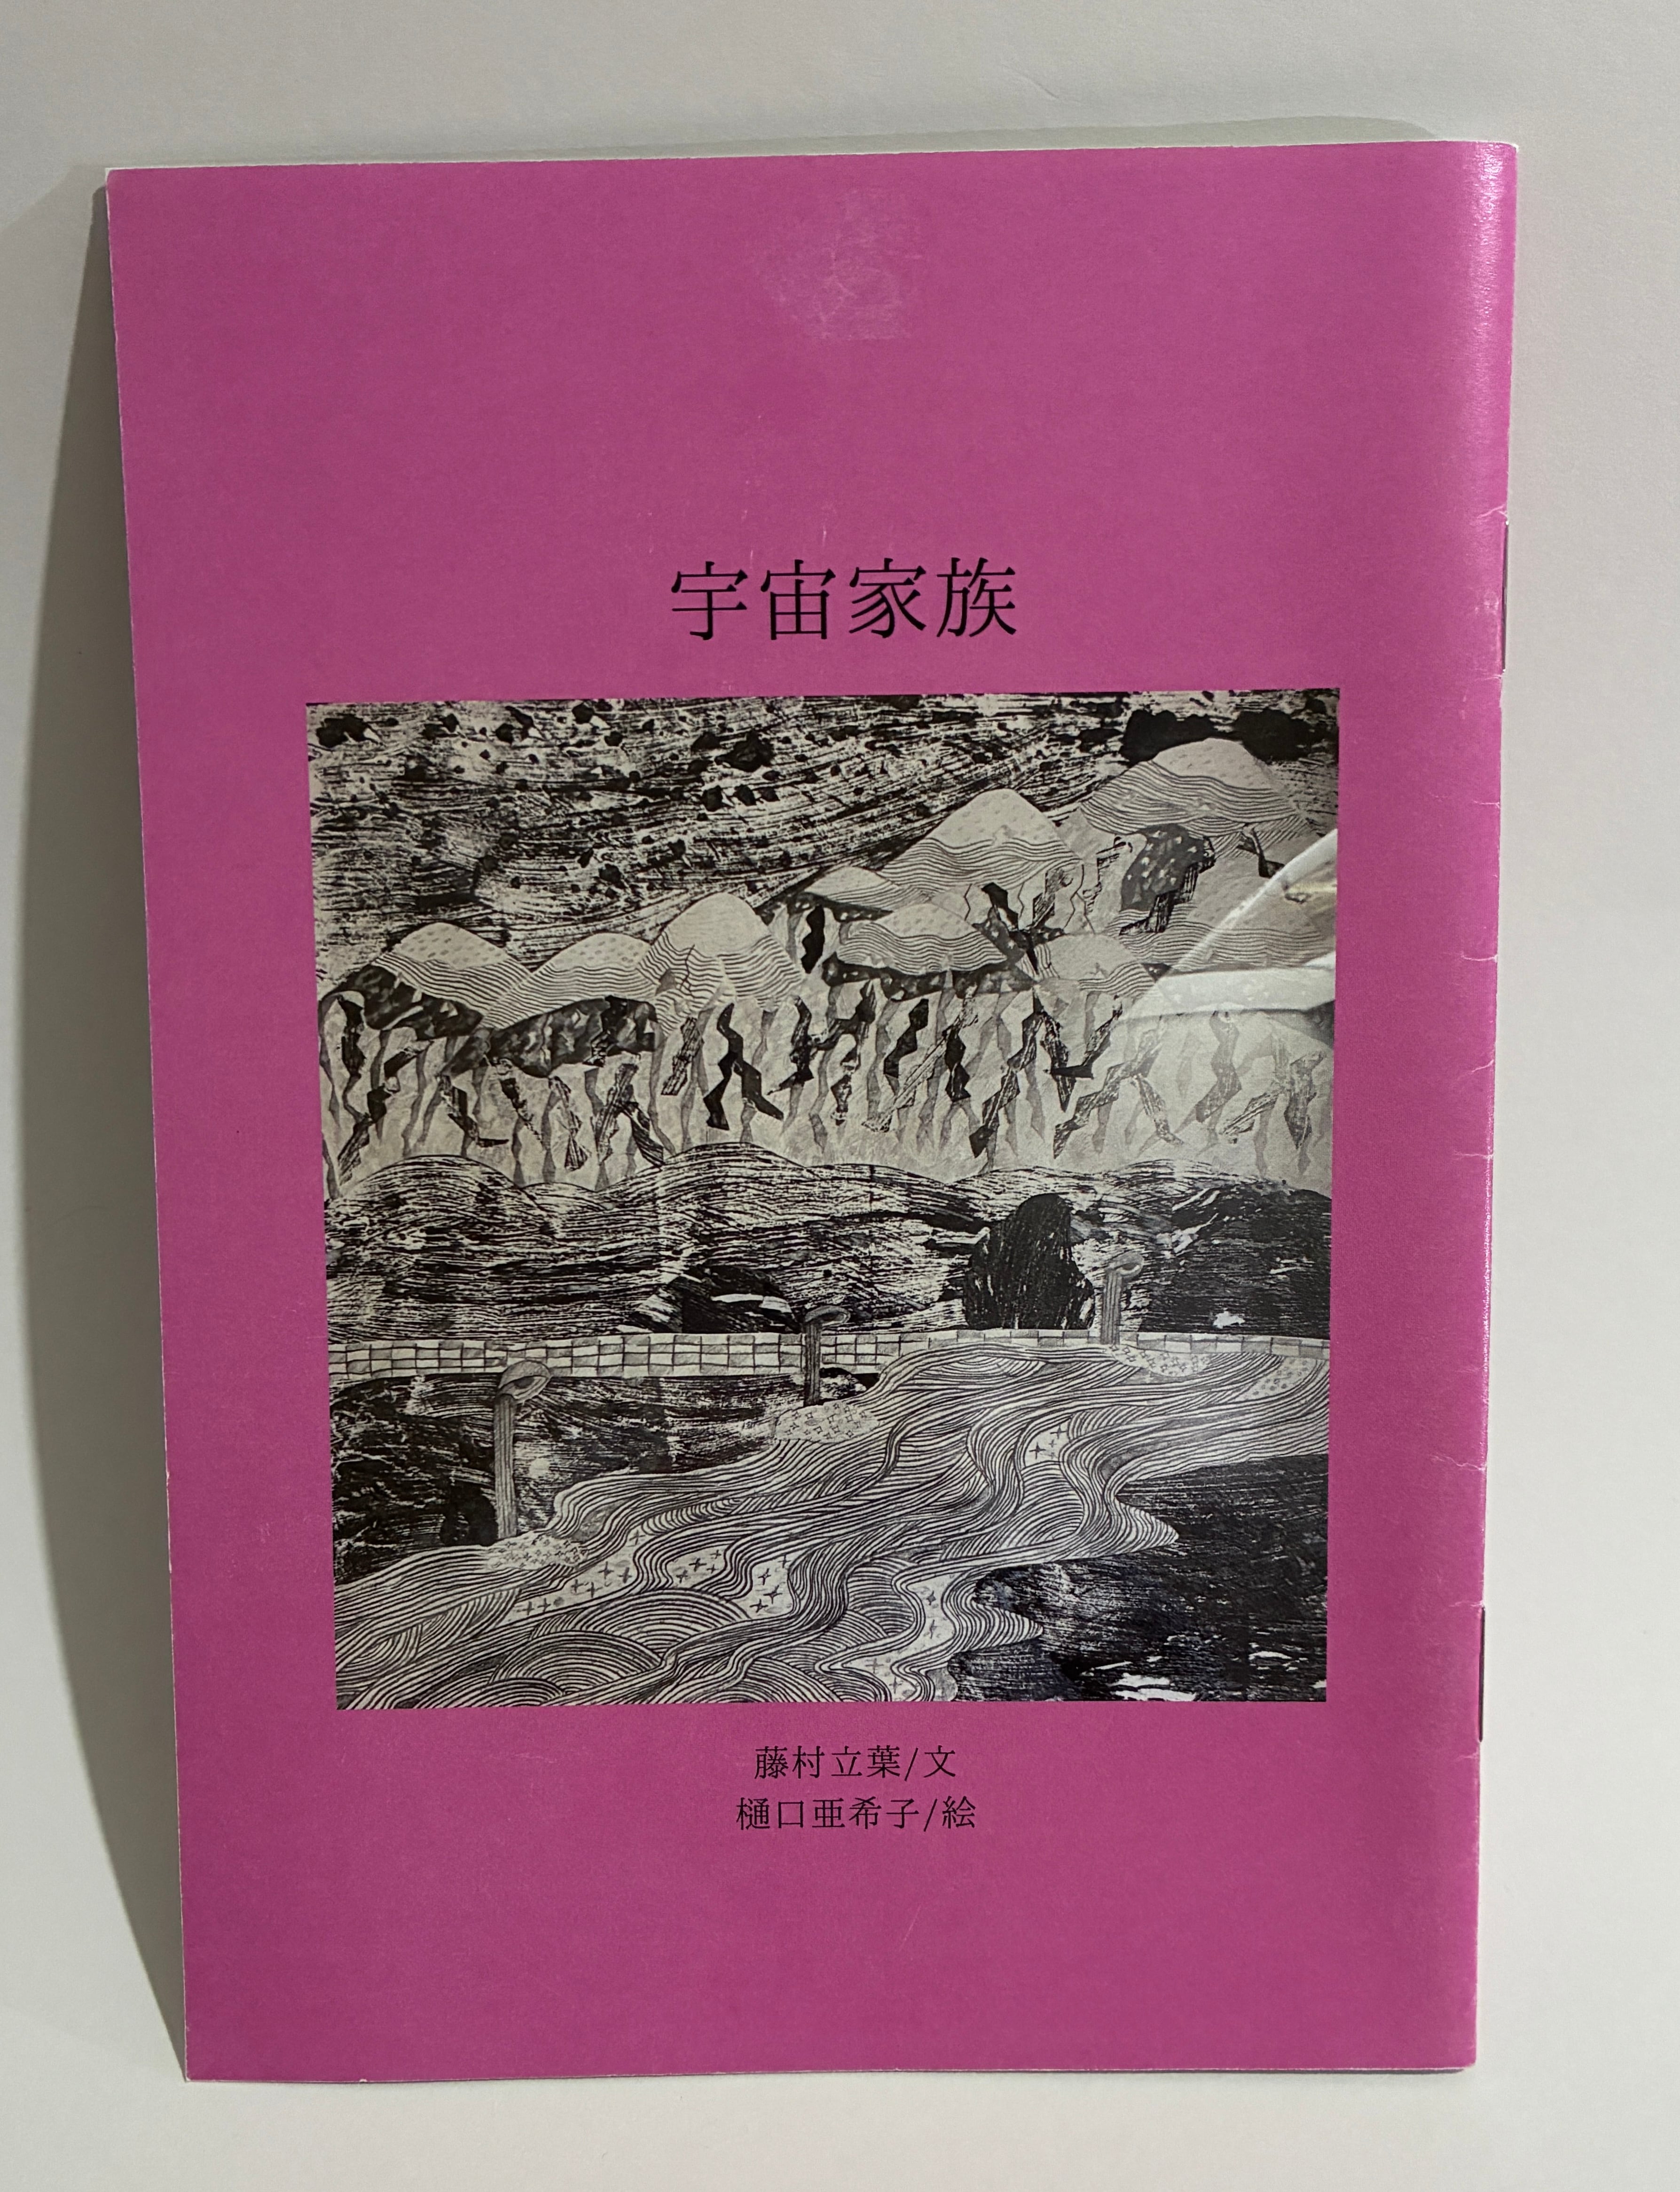 宇宙家族
藤村立葉/文
樋口亜希子/絵